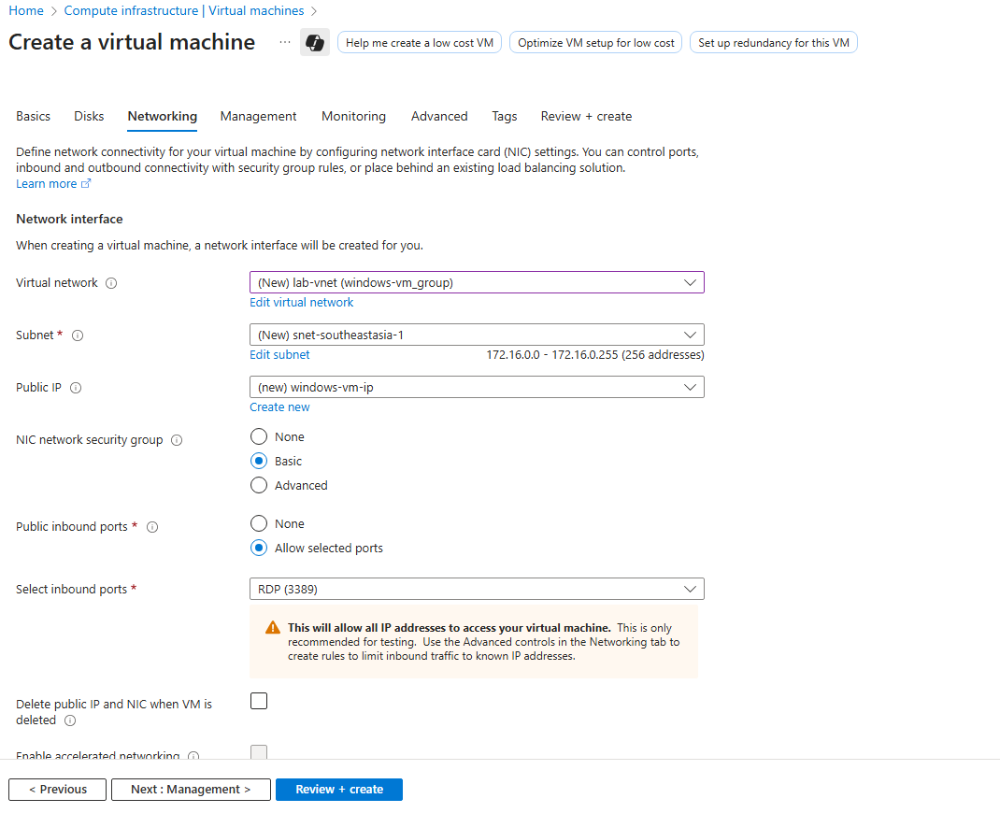 Home > Compute infrastructure | Virtual machines >
Create a virtual machine ... Help me create a low cost VM Optimize VM setup for low cost Set up redundancy for this VM
Basics Disks Networking Management Monitoring Advanced Tags Review + create
Define network connectivity for your virtual machine by configuring network interface card (NIC) settings. You can control ports,
inbound and outbound connectivity with security group rules, or place behind an existing load balancing solution.
Learn more
Network interface
When creating a virtual machine, a network interface will be created for you.
Virtual network (New) lab-vnet (windows-vm_group)
Edit virtual network
Subnet * (New) snet-southeastasia-1
Edit subnet 172.16.0.0 - 172.16.0.255 (256 addresses)
Public IP (new) windows-vm-ip
Create new
NIC network security group None
Basic
Advanced
Public inbound ports * None
Allow selected ports
Select inbound ports * RDP (3389)
This will allow all IP addresses to access your virtual machine. This is only
recommended for testing. Use the Advanced controls in the Networking tab to
create rules to limit inbound traffic to known IP addresses.
Delete public IP and NIC when VM is
deleted
Enable accelerated networking
< Previous Next : Management > Review + create